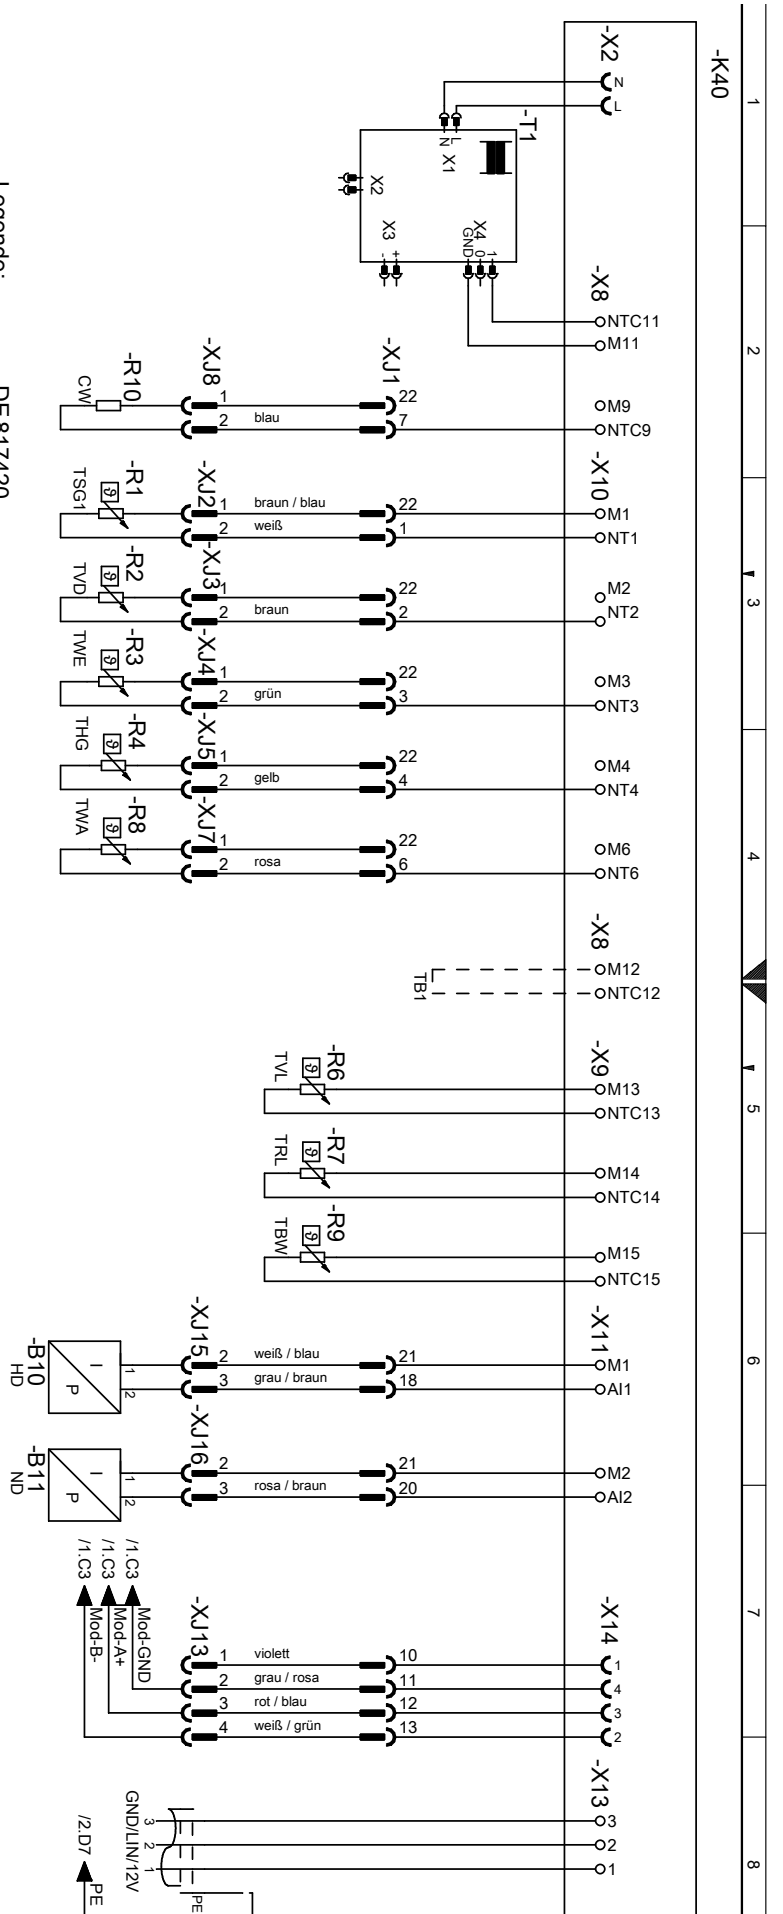 1
2
3
4
5
6
7
8
-K40
-X2
N
L
-T1
L
N
X1
X2
X3
+
-
X4
1
0
GND
-X8
NTC11
M11
M9
NTC9
-XJ1
22
7
-XJ8
1
2
blau
-R10
CW
-X10
M1
NT1
22
1
braun / blau
weiß
-XJ2
1
2
-R1
ϑ
TSG1
M2
NT2
22
2
braun
-XJ3
1
2
-R2
ϑ
TVD
M3
NT3
22
3
grün
-XJ4
1
2
-R3
ϑ
TWE
M4
NT4
22
4
gelb
-XJ5
1
2
-R4
ϑ
THG
M6
NT6
22
6
rosa
-XJ7
1
2
-R8
ϑ
TWA
-X8
M12
NTC12
TB1
-X9
M13
NTC13
-R6
ϑ
TVL
M14
NTC14
-R7
ϑ
TRL
M15
NTC15
-R9
ϑ
TBW
-X11
M1
AI1
21
18
weiß / blau
grau / braun
-XJ15
2
3
1
2
I
P
-B10
HD
M2
AI2
21
20
rosa / braun
-XJ16
2
3
1
2
I
P
-B11
ND
-X14
1
4
3
2
10
11
12
13
violett
grau / rosa
rot / blau
weiß / grün
-XJ13
1
2
3
4
Mod-GND
Mod-A+
Mod-B-
/1.C3
/1.C3
/1.C3
-X13
3
2
1
3
2
1
GND/LIN/12V
PE
/2.D7
PE
Legende:
DE 817420